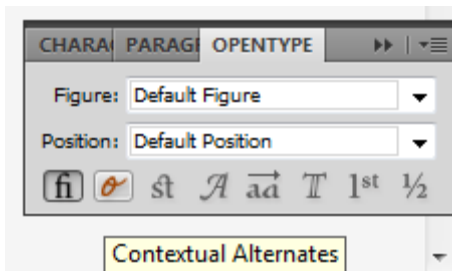 CHARA PARAGI OPENTYPE
Figure: Default Figure
Position: Default Position
fi o st A aa T 1st ½
Contextual Alternates